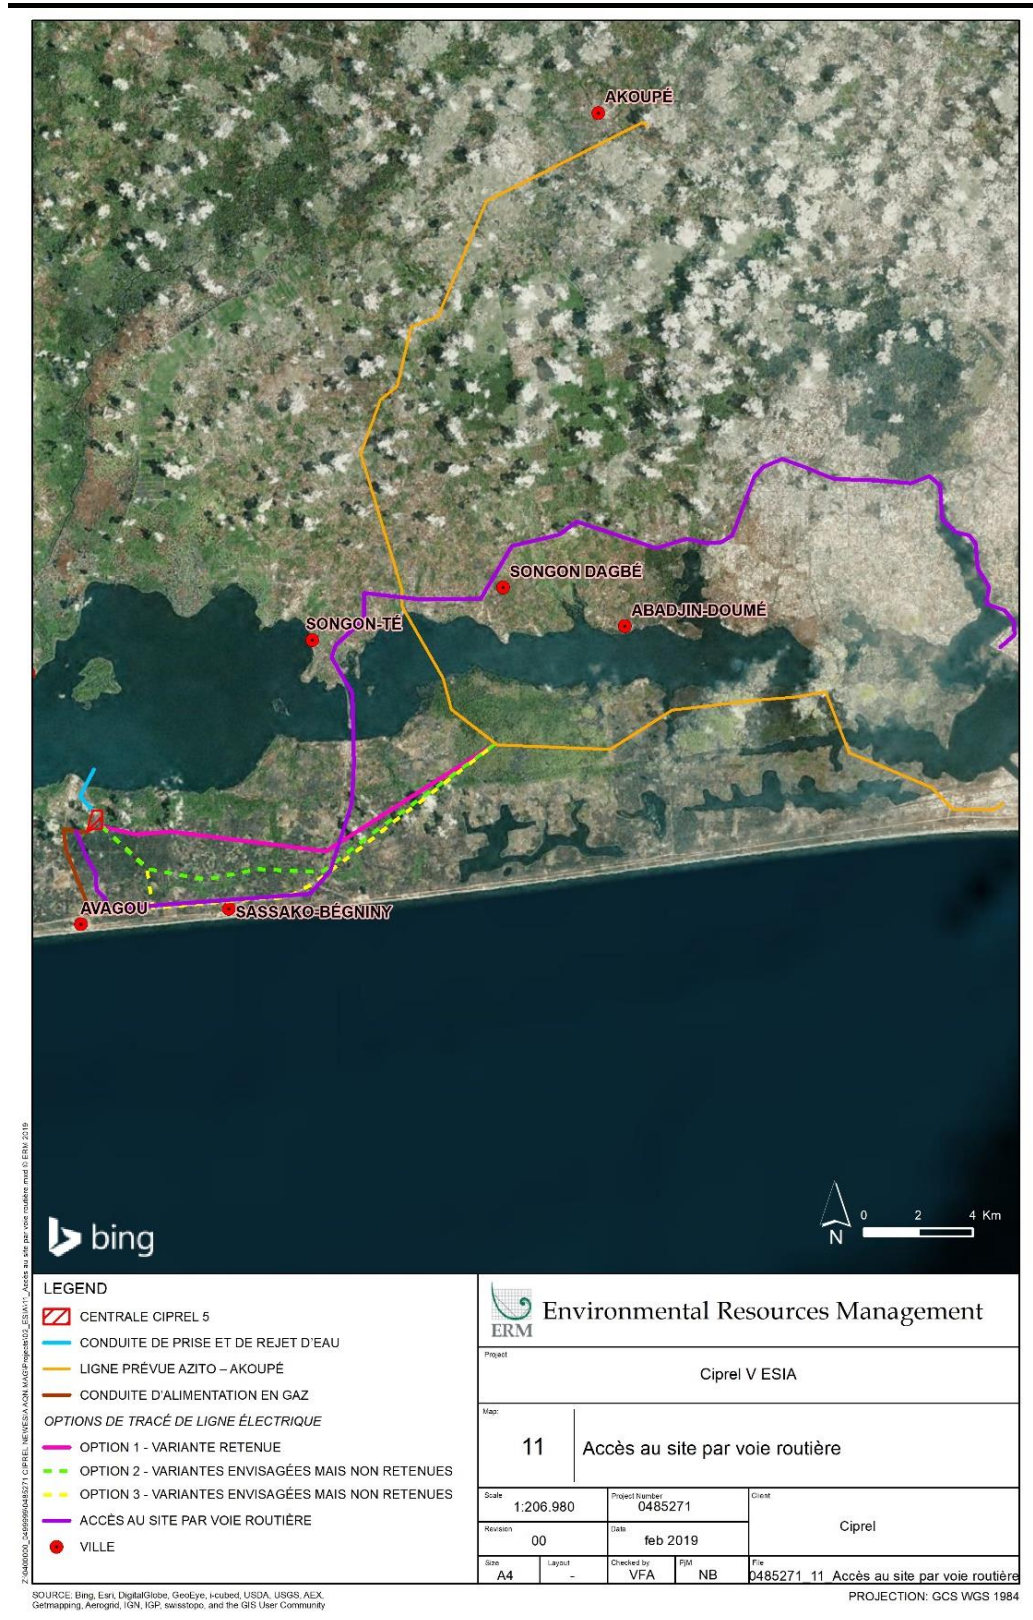 AKOUPÉ
SONGON DAGBÉ
ABADJIN-DOUMÉ
SONGON-TÉ
AVAGOU
SASSAKO-BÉGNINY
bing
0 2 4 Km
N
LEGEND
CENTRALE CIPREL 5
CONDUITE DE PRISE ET DE REJET D'EAU
LIGNE PRÉVUE AZITO – AKOUPÉ
CONDUITE D'ALIMENTATION EN GAZ
OPTIONS DE TRACÉ DE LIGNE ÉLECTRIQUE
OPTION 1 - VARIANTE RETENUE
OPTION 2 - VARIANTES ENVISAGÉES MAIS NON RETENUES
OPTION 3 - VARIANTES ENVISAGÉES MAIS NON RETENUES
ACCÈS AU SITE PAR VOIE ROUTIÈRE
VILLE
ERM
Environmental Resources Management
Project
Ciprel V ESIA
Map:
11
Accès au site par voie routière
Scale
1:206.980
Project Number
0485271
Client
Ciprel
Revision
00
Date
feb 2019
Size
A4
Layout
-
Checked by
VFA
PjM
NB
File
0485271_11_Accès au site par voie routière
SOURCE: Bing, Esri, DigitalGlobe, GeoEye, i-cubed, USDA, USGS, AEX,
Getmapping, Aerogrid, IGN, IGP, swisstopo, and the GIS User Community
PROJECTION: GCS WGS 1984